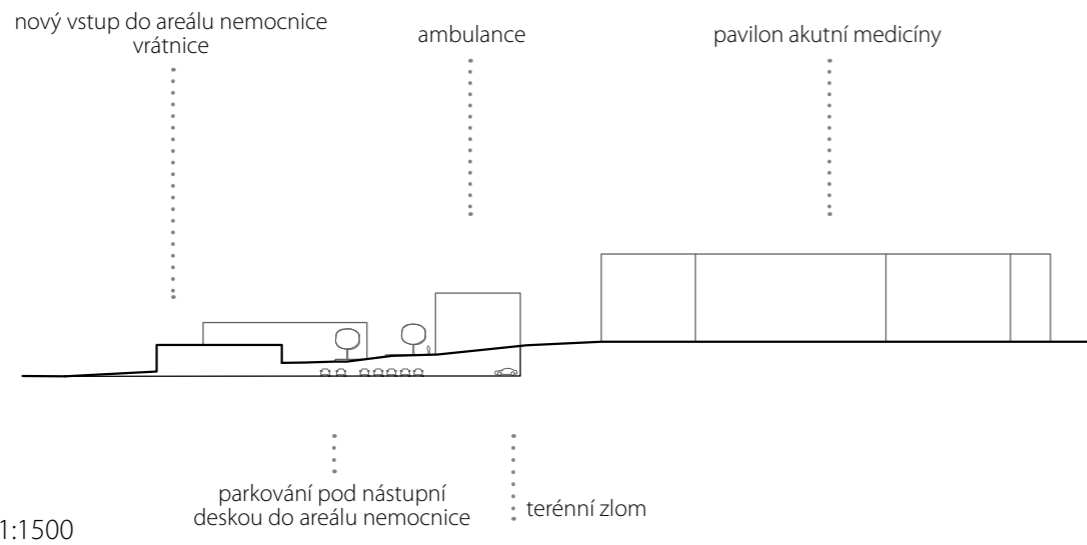 nový vstup do areálu nemocnice
vrátnice
ambulance
pavilon akutní medicíny
parkování pod nástupní
deskou do areálu nemocnice
terénní zlom
1:1500